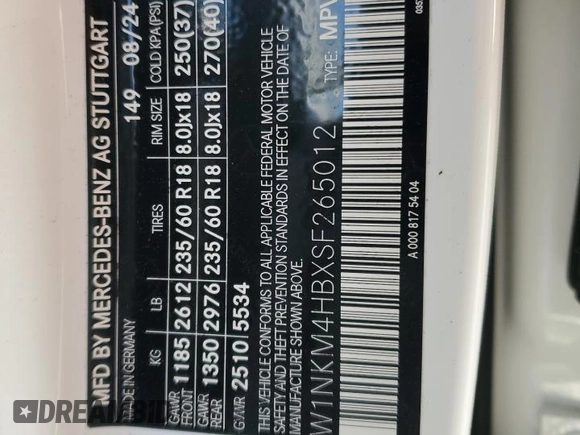 MFD BY MERCEDES-BENZ AG STUTTGART
MADE IN GERMANY 149 08/24
KG LB TIRES RIM SIZE COLD KPA(PSI)
GAWR FRONT 1185 2612 235/60 R18 8.0Jx18 250(37)
GAWR REAR 1350 2976 235/60 R18 8.0Jx18 270(40)
GVWR 2510/5534
THIS VEHICLE CONFORMS TO ALL APPLICABLE FEDERAL MOTOR VEHICLE
SAFETY AND THEFT PREVENTION STANDARDS IN EFFECT ON THE DATE OF
MANUFACTURE SHOWN ABOVE.
TYPE: MPV
W1NKM4HBXSF265012
A 000 817 54 04
DREAMBID